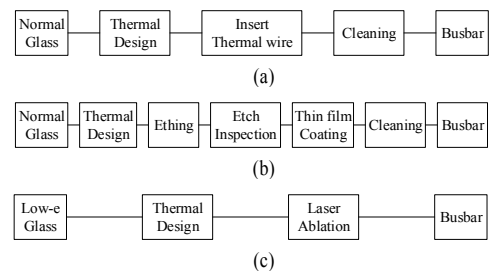 Normal
Glass
Thermal
Design
Insert
Thermal wire
Cleaning
Busbar
(a)
Normal
Glass
Thermal
Design
Ething
Etch
Inspection
Thin film
Coating
Cleaning
Busbar
(b)
Low-e
Glass
Thermal
Design
Laser
Ablation
Busbar
(c)